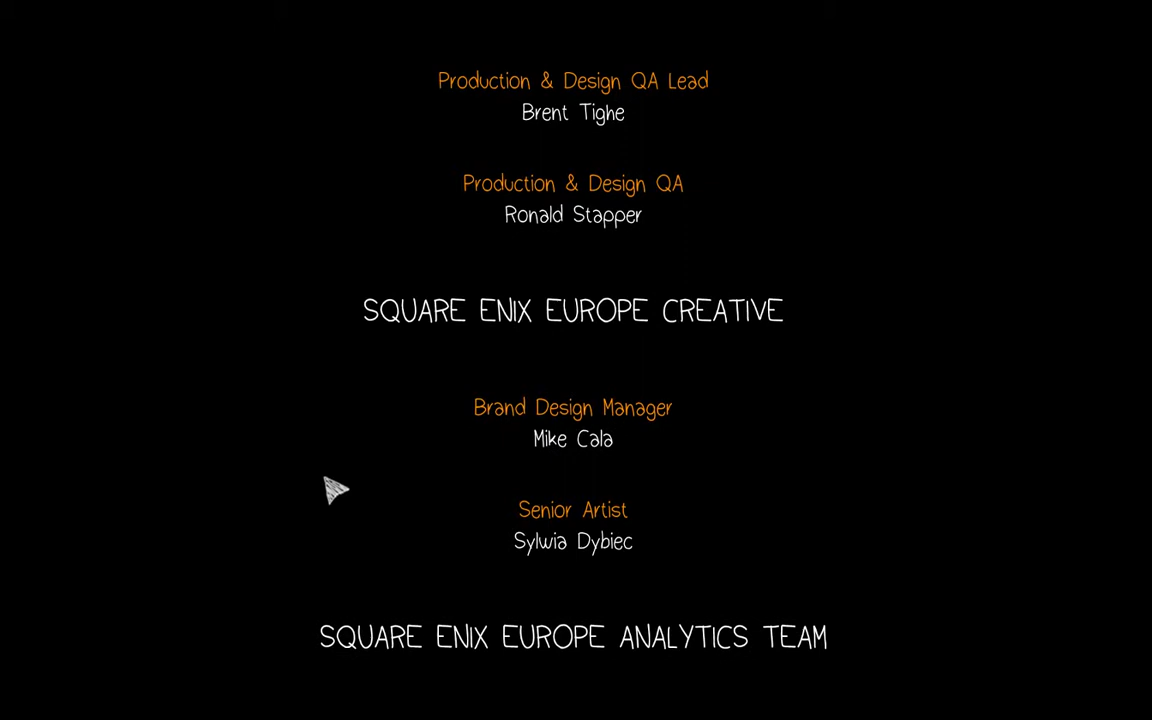 Production & Design QA Lead
Brent Tighe
Production & Design QA
Ronald Stapper
SQUARE ENIX EUROPE CREATIVE
Brand Design Manager
Mike Cala
Senior Artist
Sylwia Dybiec
SQUARE ENIX EUROPE ANALYTICS TEAM